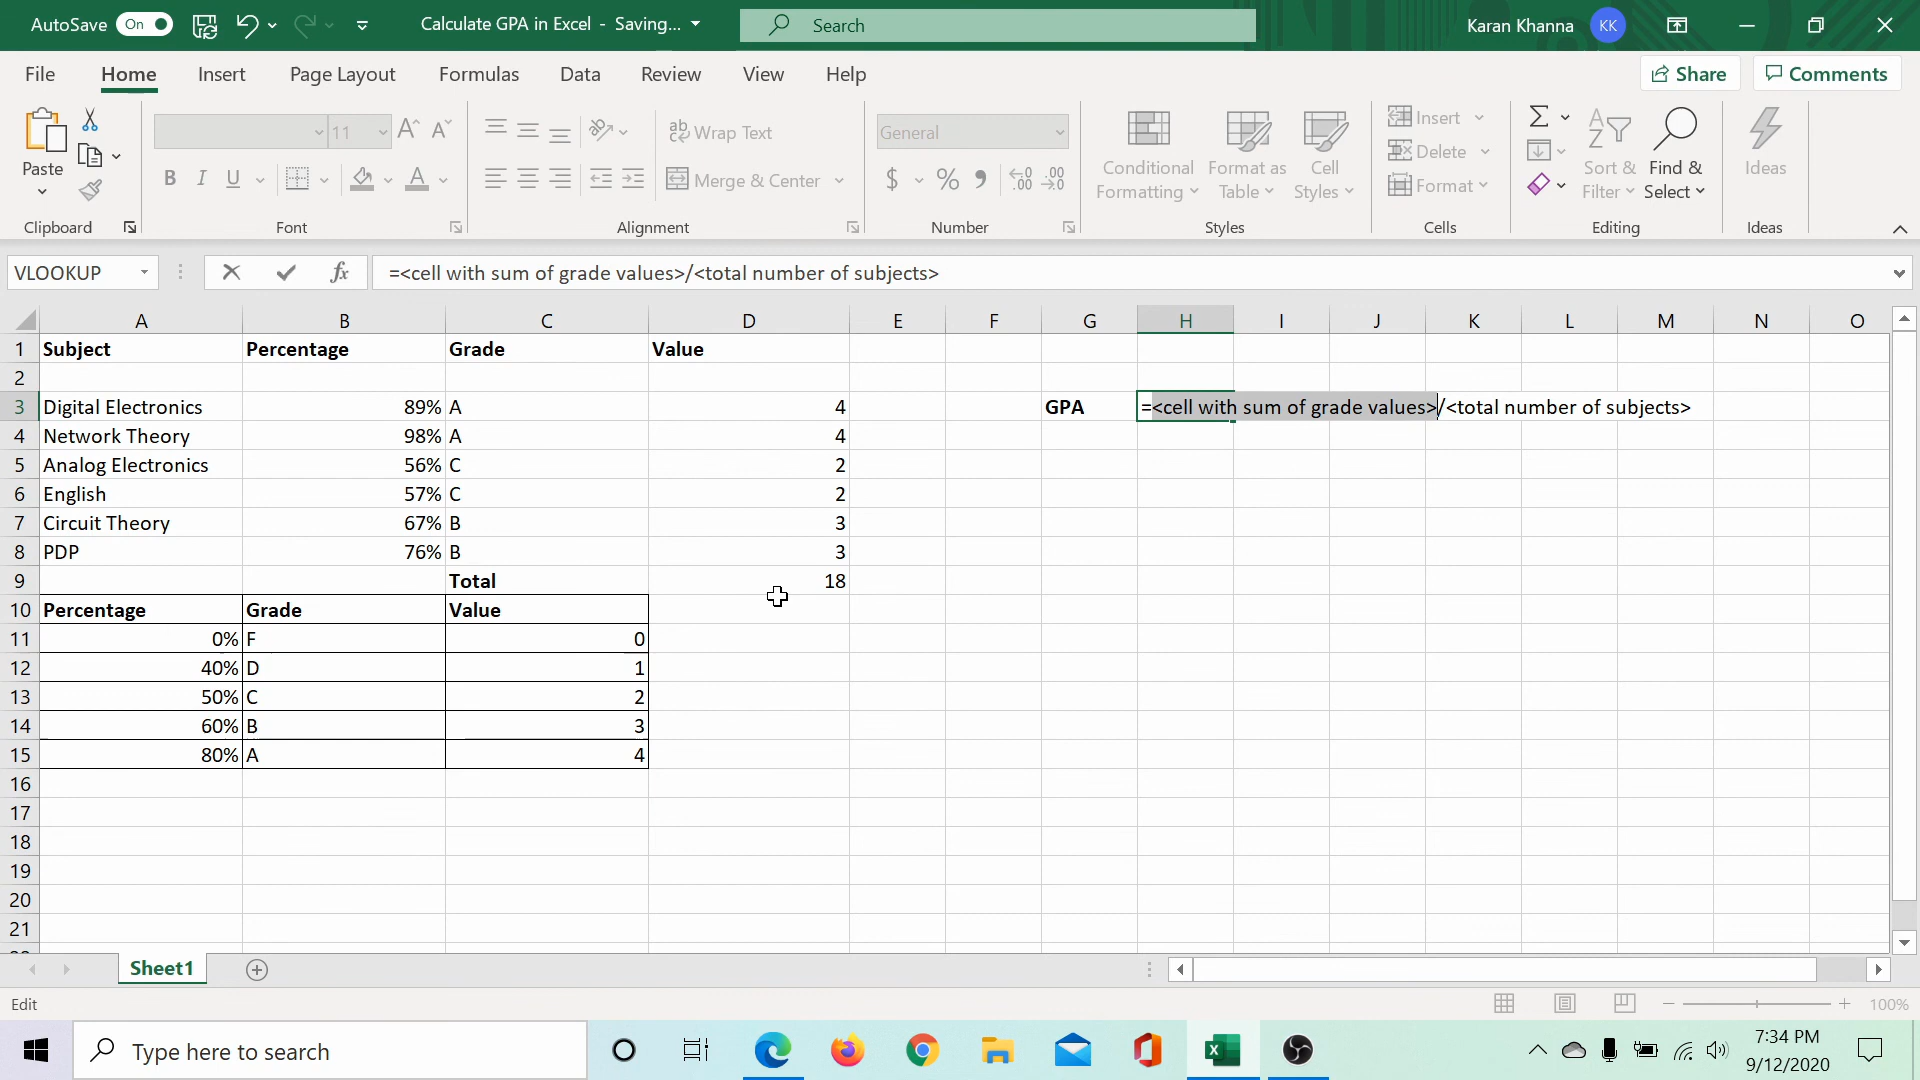 AutoSave On Calculate GPA in Excel - Saving... Search Karan Khanna KK
File Home Insert Page Layout Formulas Data Review View Help Share Comments
Paste 11 Wrap Text General Conditional Formatting Format as Table Cell Styles Insert Sort & Filter Find & Select Ideas
B I U Merge & Center $ % Delete
Format
Clipboard Font Alignment Number Styles Cells Editing Ideas
VLOOKUP fx =<cell with sum of grade values>/<total number of subjects>
A B C D E F G H I J K L M N O
1 Subject Percentage Grade Value
2
3 Digital Electronics 89% A 4 GPA =<cell with sum of grade values>/<total number of subjects>
4 Network Theory 98% A 4
5 Analog Electronics 56% C 2
6 English 57% C 2
7 Circuit Theory 67% B 3
8 PDP 76% B 3
9 Total 18
10 Percentage Grade Value
11 0% F 0
12 40% D 1
13 50% C 2
14 60% B 3
15 80% A 4
16
17
18
19
20
21
Sheet1
Edit 100%
Type here to search 7:34 PM
9/12/2020